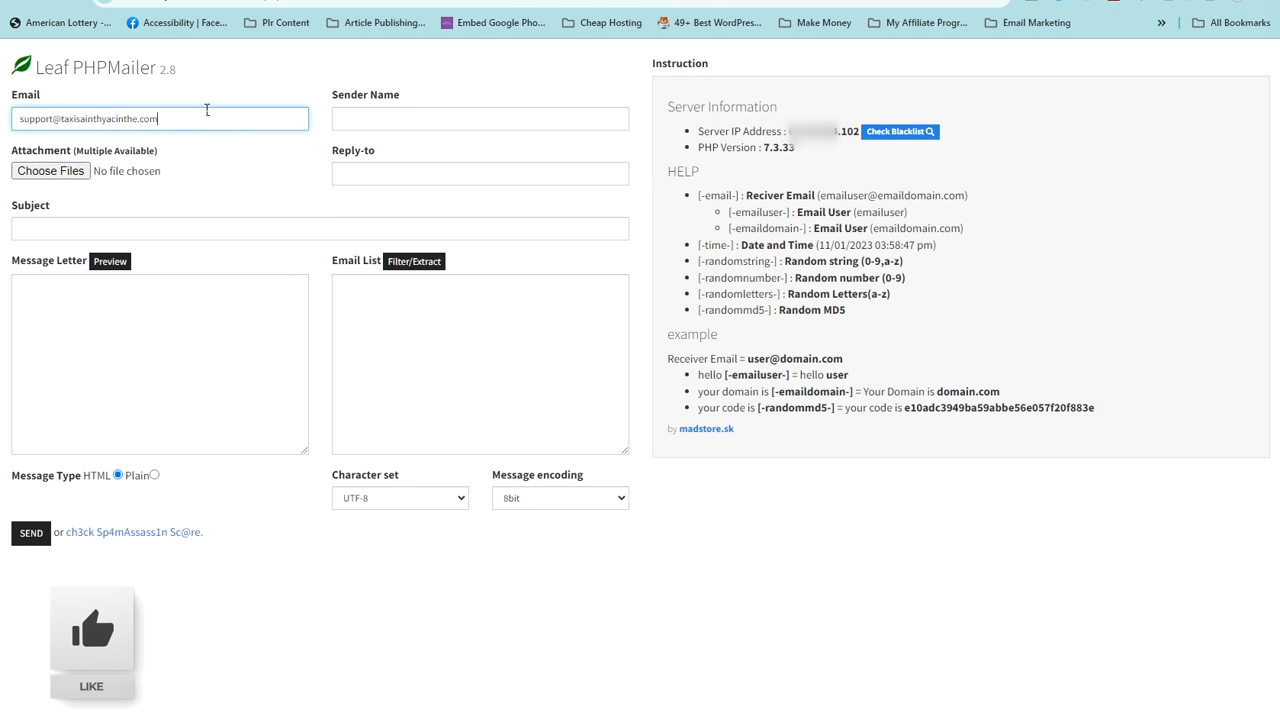 American Lottery -...
Accessibility | Face...
Plr Content
Article Publishing...
Embed Google Pho...
Cheap Hosting
49+ Best WordPres...
Make Money
My Affiliate Progr...
Email Marketing
»
All Bookmarks
Leaf PHPMailer 2.8
Email
support@taxisainthyacinthe.com
Sender Name
Attachment (Multiple Available)
Choose Files No file chosen
Reply-to
Subject
Message Letter Preview
Email List Filter/Extract
Message Type HTML Plain
Character set
UTF-8
Message encoding
8bit
SEND or ch3ck Sp4mAssass1n Sc@re.
LIKE
Instruction
Server Information
Server IP Address : .102 Check Blacklist
PHP Version : 7.3.33
HELP
[-email-] : Reciver Email (emailuser@emaildomain.com)
[-emailuser-] : Email User (emailuser)
[-emaildomain-] : Email User (emaildomain.com)
[-time-] : Date and Time (11/01/2023 03:58:47 pm)
[-randomstring-] : Random string (0-9,a-z)
[-randomnumber-] : Random number (0-9)
[-randomletters-] : Random Letters(a-z)
[-randommd5-] : Random MD5
example
Receiver Email = user@domain.com
hello [-emailuser-] = hello user
your domain is [-emaildomain-] = Your Domain is domain.com
your code is [-randommd5-] = your code is e10adc3949ba59abbe56e057f20f883e
by madstore.sk